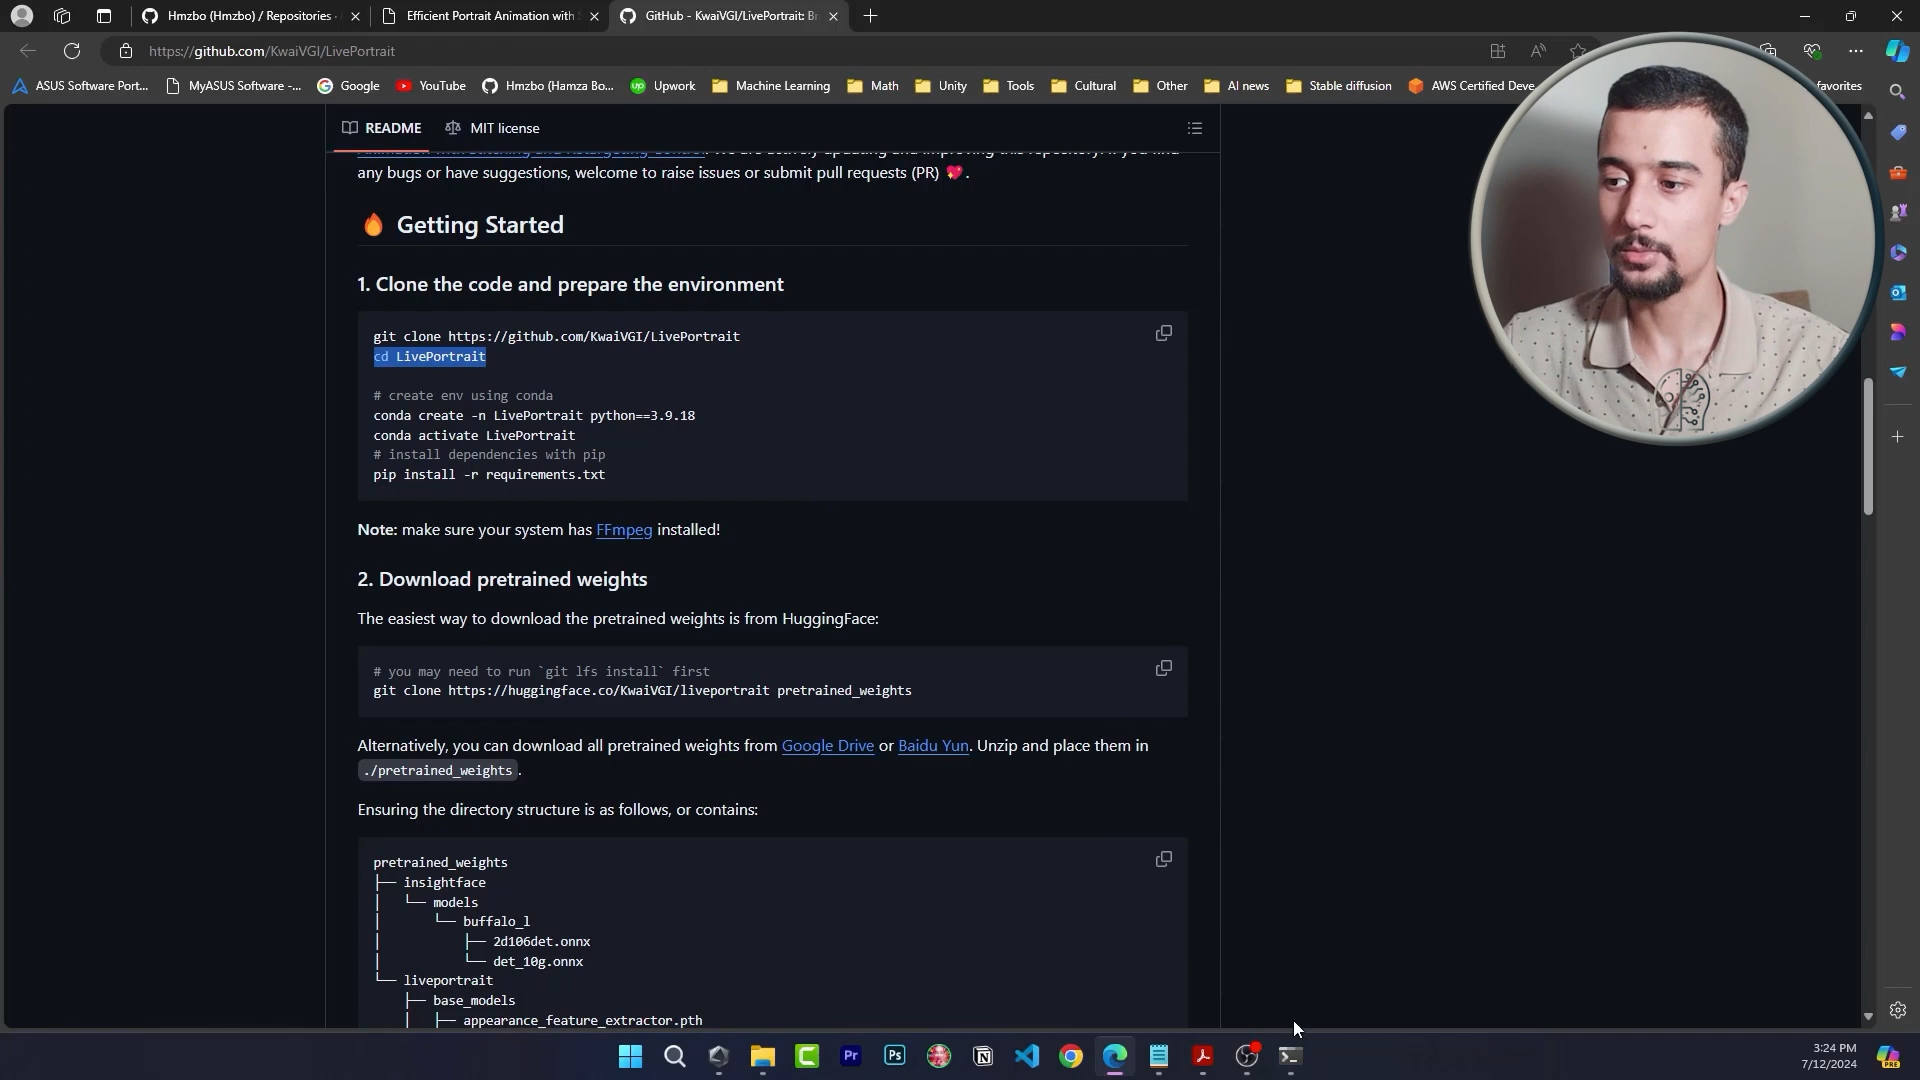 Hmzbo (Hmzbo) / Repositories
Efficient Portrait Animation with
GitHub - KwaiVGI/LivePortrait: Br
https://github.com/KwaiVGI/LivePortrait
ASUS Software Port...
MyASUS Software -...
Google
YouTube
Hmzbo (Hamza Bo...
Upwork
Machine Learning
Math
Unity
Tools
Cultural
Other
AI news
Stable diffusion
AWS Certified Deve
favorites
README
MIT license
any bugs or have suggestions, welcome to raise issues or submit pull requests (PR) 💖.
🔥 Getting Started
1. Clone the code and prepare the environment
git clone https://github.com/KwaiVGI/LivePortrait
cd LivePortrait
# create env using conda
conda create -n LivePortrait python==3.9.18
conda activate LivePortrait
# install dependencies with pip
pip install -r requirements.txt
Note: make sure your system has FFmpeg installed!
2. Download pretrained weights
The easiest way to download the pretrained weights is from HuggingFace:
# you may need to run `git lfs install` first
git clone https://huggingface.co/KwaiVGI/liveportrait pretrained_weights
Alternatively, you can download all pretrained weights from Google Drive or Baidu Yun. Unzip and place them in
./pretrained_weights.
Ensuring the directory structure is as follows, or contains:
pretrained_weights
├── insightface
│   └── models
│       └── buffalo_l
│           ├── 2d106det.onnx
│           └── det_10g.onnx
└── liveportrait
    ├── base_models
    │   ├── appearance_feature_extractor.pth
3:24 PM
7/12/2024